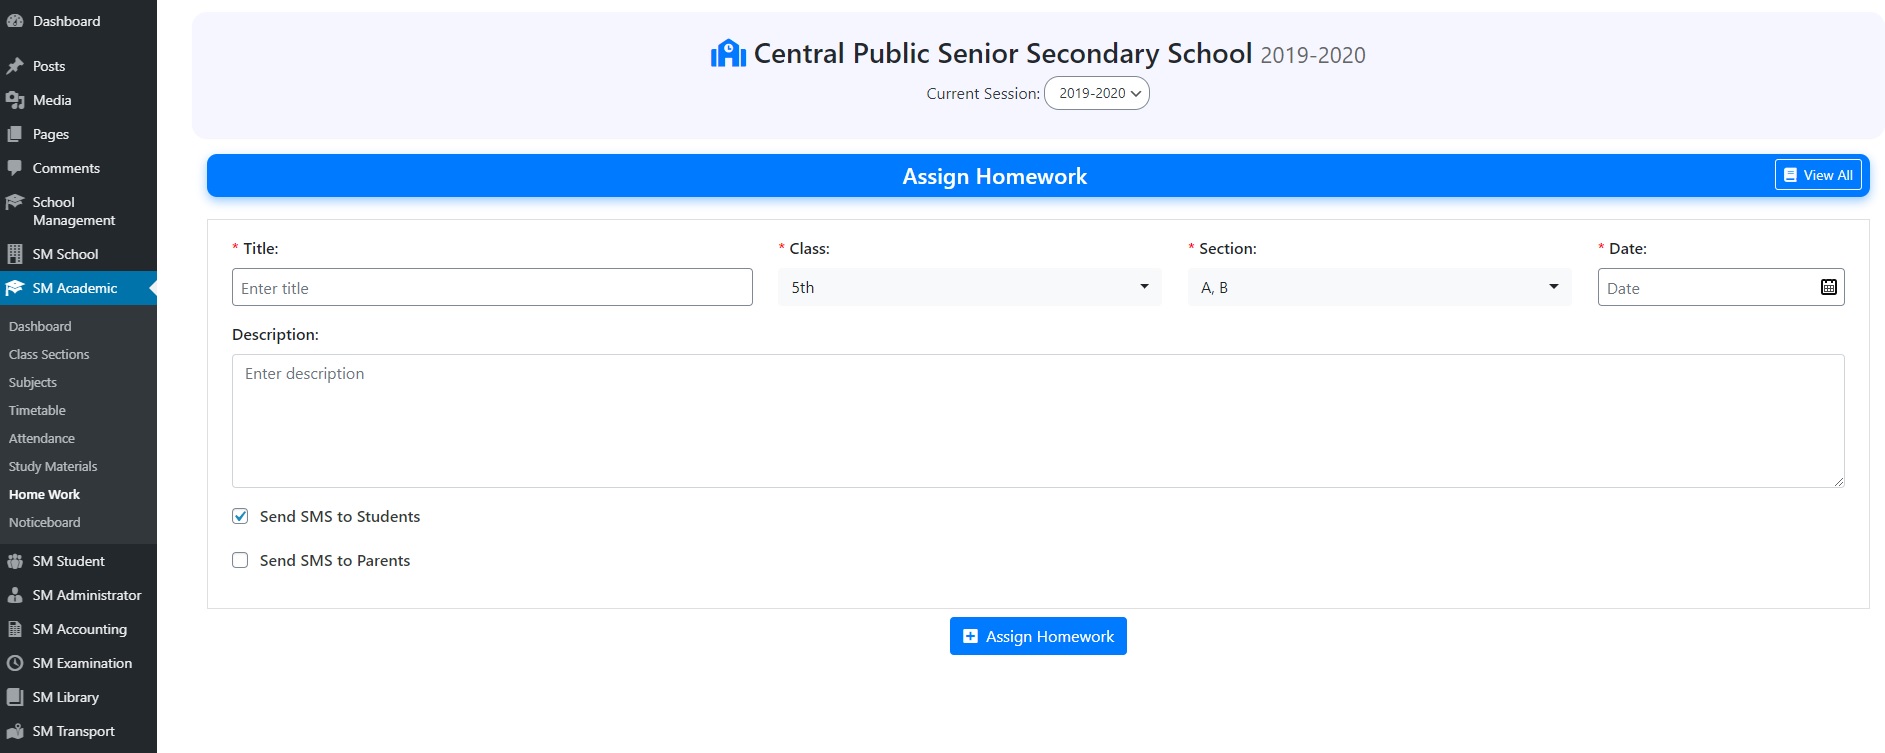 Dashboard
Posts
Media
Pages
Comments
School
Management
SM School
SM Academic
Dashboard
Class Sections
Subjects
Timetable
Attendance
Study Materials
Home Work
Noticeboard
SM Student
SM Administrator
SM Accounting
SM Examination
SM Library
SM Transport
Central Public Senior Secondary School 2019-2020
Current Session: 2019-2020
Assign Homework
View All
* Title:
Enter title
* Class:
5th
* Section:
A, B
* Date:
Date
Description:
Enter description
Send SMS to Students
Send SMS to Parents
Assign Homework